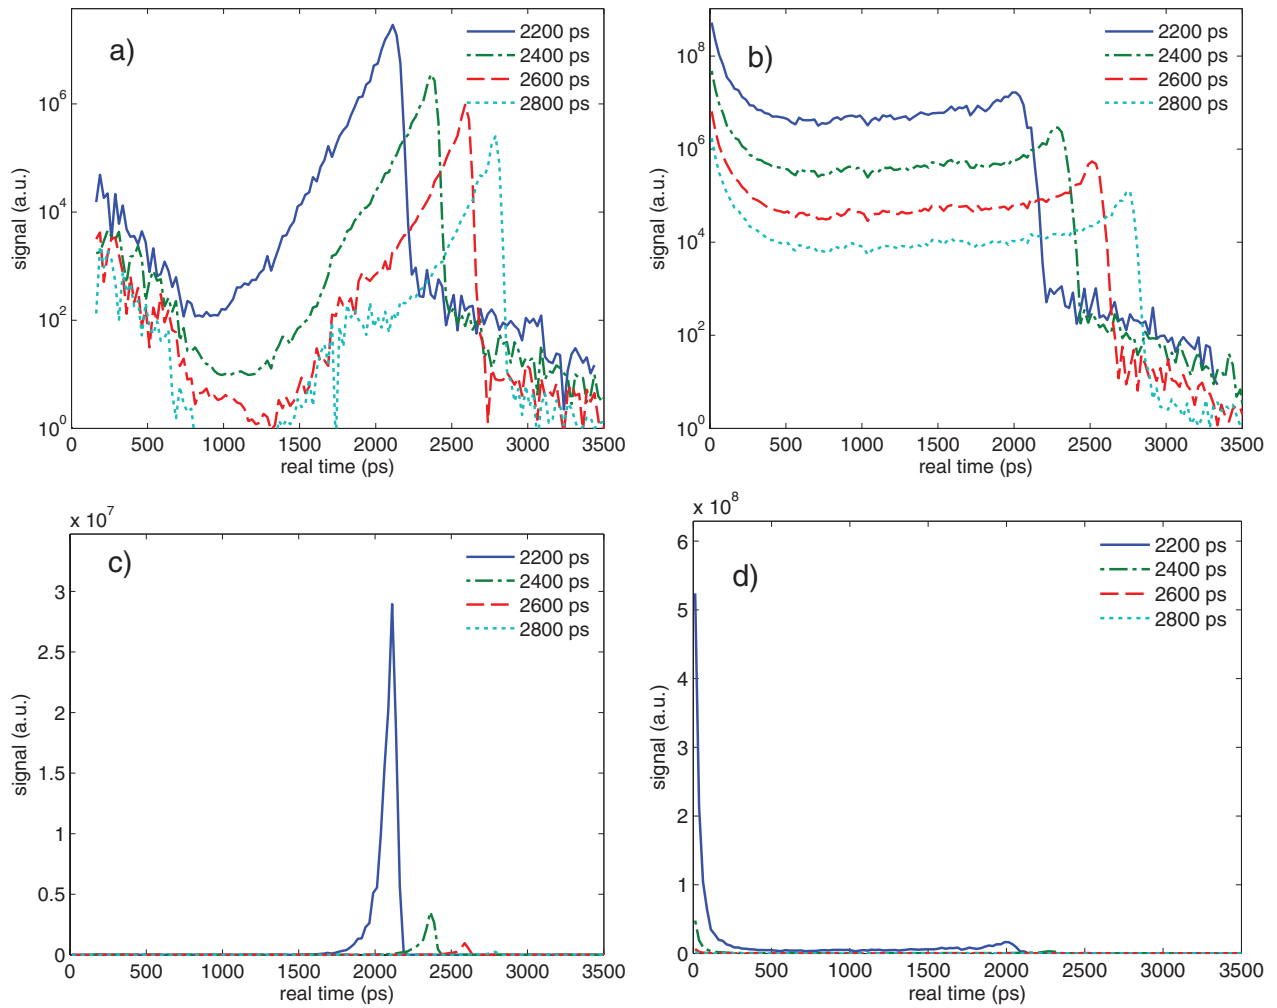 a)
2200 ps
2400 ps
2600 ps
2800 ps
10^6
10^4
10^2
10^0
signal (a.u.)
0 500 1000 1500 2000 2500 3000 3500
real time (ps)
b)
2200 ps
2400 ps
2600 ps
2800 ps
10^8
10^6
10^4
10^2
10^0
signal (a.u.)
0 500 1000 1500 2000 2500 3000 3500
real time (ps)
x 10^7
c)
2200 ps
2400 ps
2600 ps
2800 ps
3
2.5
2
1.5
1
0.5
0
signal (a.u.)
0 500 1000 1500 2000 2500 3000 3500
real time (ps)
x 10^8
d)
2200 ps
2400 ps
2600 ps
2800 ps
6
5
4
3
2
1
0
signal (a.u.)
0 500 1000 1500 2000 2500 3000 3500
real time (ps)